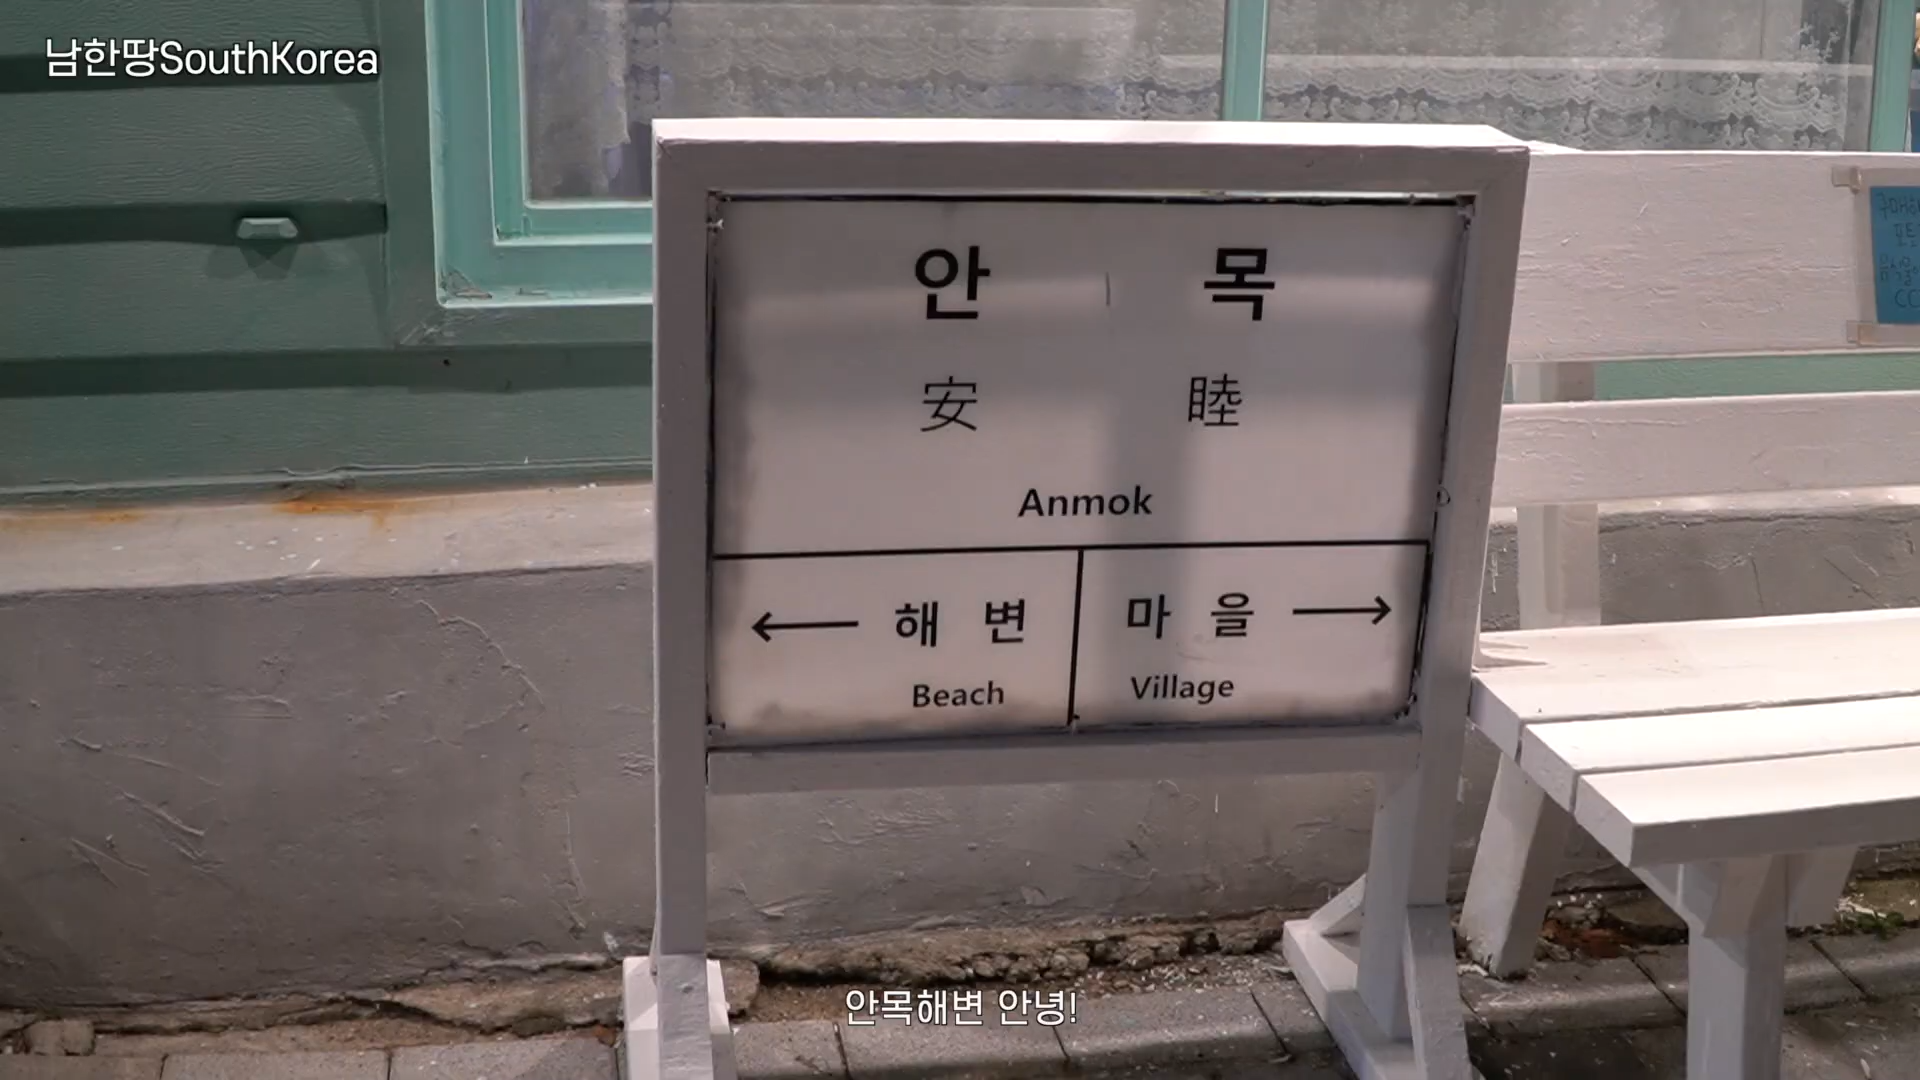 남한땅SouthKorea
안 목
安 睦
Anmok
← 해 변
Beach
마 을 →
Village
안목해변 안녕!